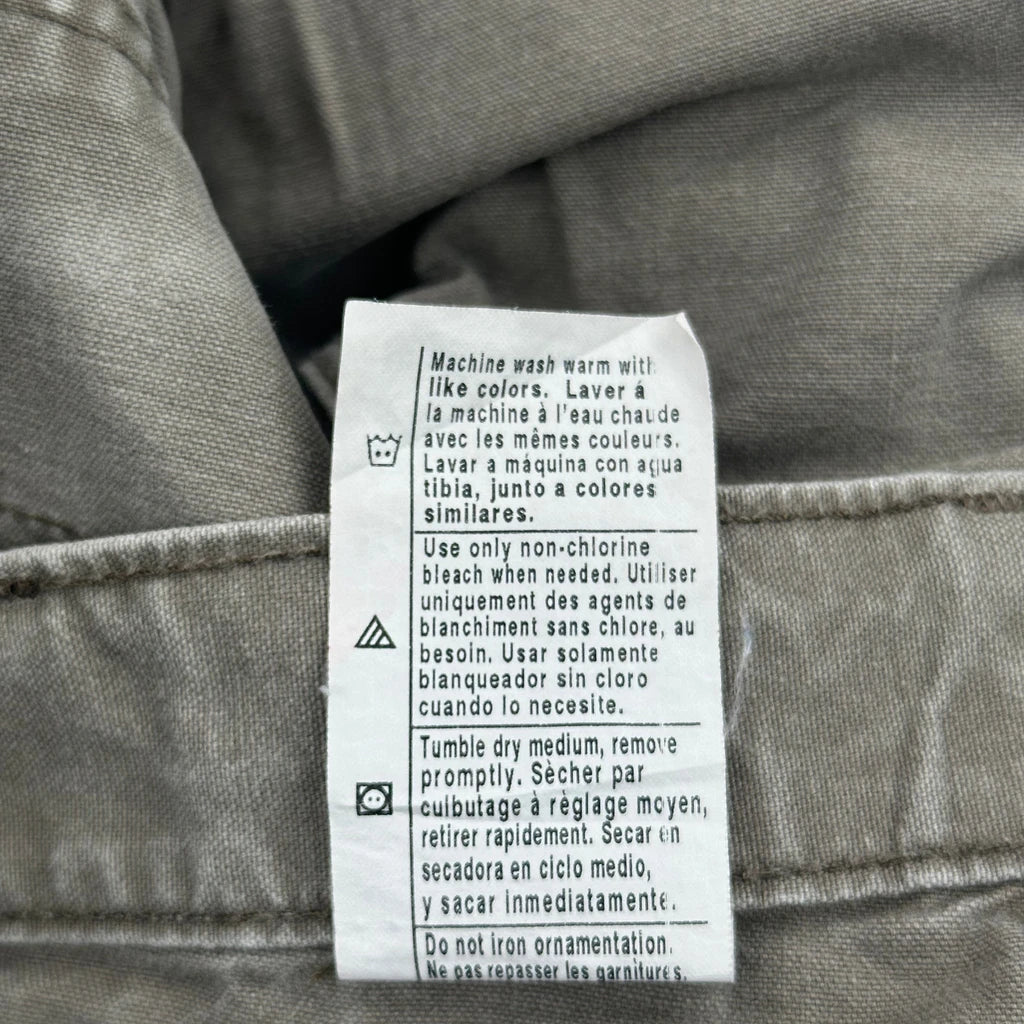 Machine wash warm with
like colors. Laver á
la machine à l'eau chaude
avec les mêmes couleurs.
Lavar a máquina con agua
tibia, junto a colores
similares.
Use only non-chlorine
bleach when needed. Utiliser
uniquement des agents de
blanchiment sans chlore, au
besoin. Usar solamente
blanqueador sin cloro
cuando lo necesite.
Tumble dry medium, remove
promptly. Sècher par
culbutage à règlage moyen,
retirer rapidement. Secar en
secadora en ciclo medio,
y sacar inmediatamente.
Do not iron ornamentation.
Ne pas repasser les garnitures.